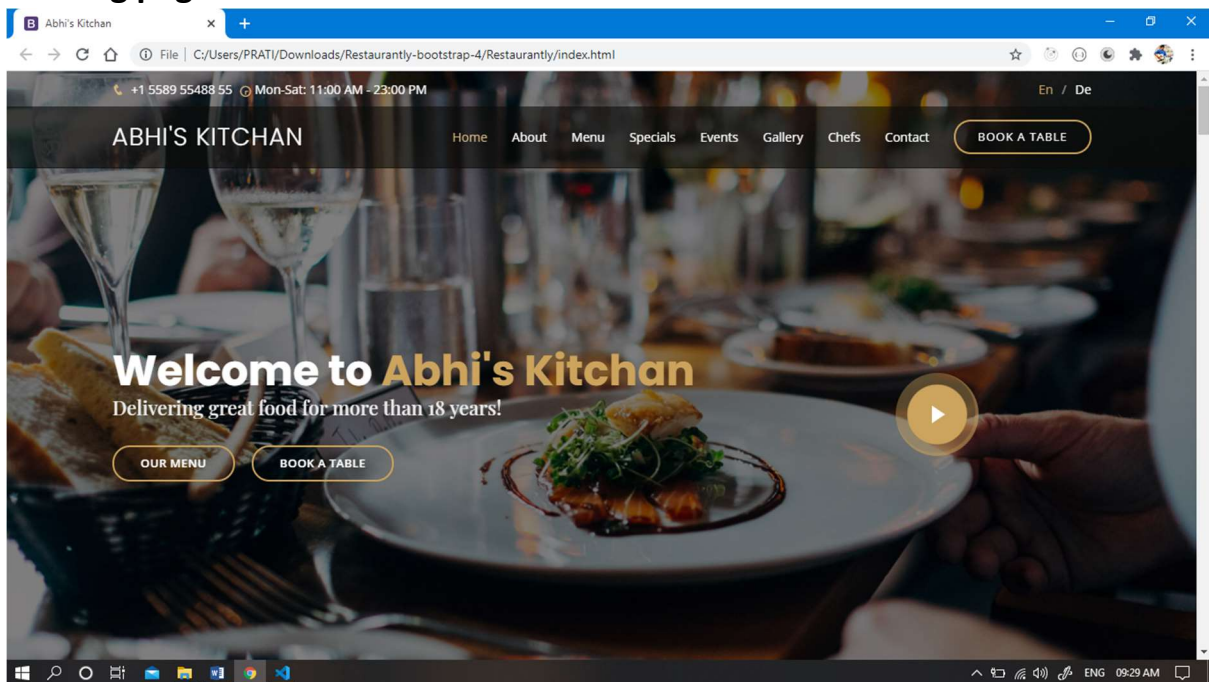 Abhi's Kitchan
File | C:/Users/PRATI/Downloads/Restaurantly-bootstrap-4/Restaurantly/index.html
+1 5589 55488 55 Mon-Sat: 11:00 AM - 23:00 PM En / De
ABHI'S KITCHAN Home About Menu Specials Events Gallery Chefs Contact BOOK A TABLE
Welcome to Abhi's Kitchan
Delivering great food for more than 18 years!
OUR MENU BOOK A TABLE
ENG 09:29 AM